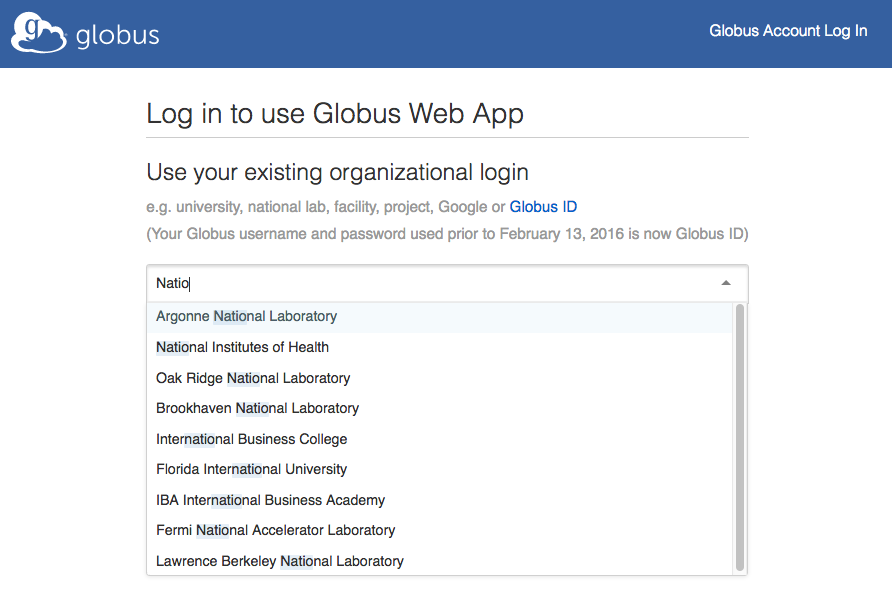 g globus
Globus Account Log In
Log in to use Globus Web App
Use your existing organizational login
e.g. university, national lab, facility, project, Google or Globus ID
(Your Globus username and password used prior to February 13, 2016 is now Globus ID)
Natio
Argonne National Laboratory
National Institutes of Health
Oak Ridge National Laboratory
Brookhaven National Laboratory
International Business College
Florida International University
IBA International Business Academy
Fermi National Accelerator Laboratory
Lawrence Berkeley National Laboratory